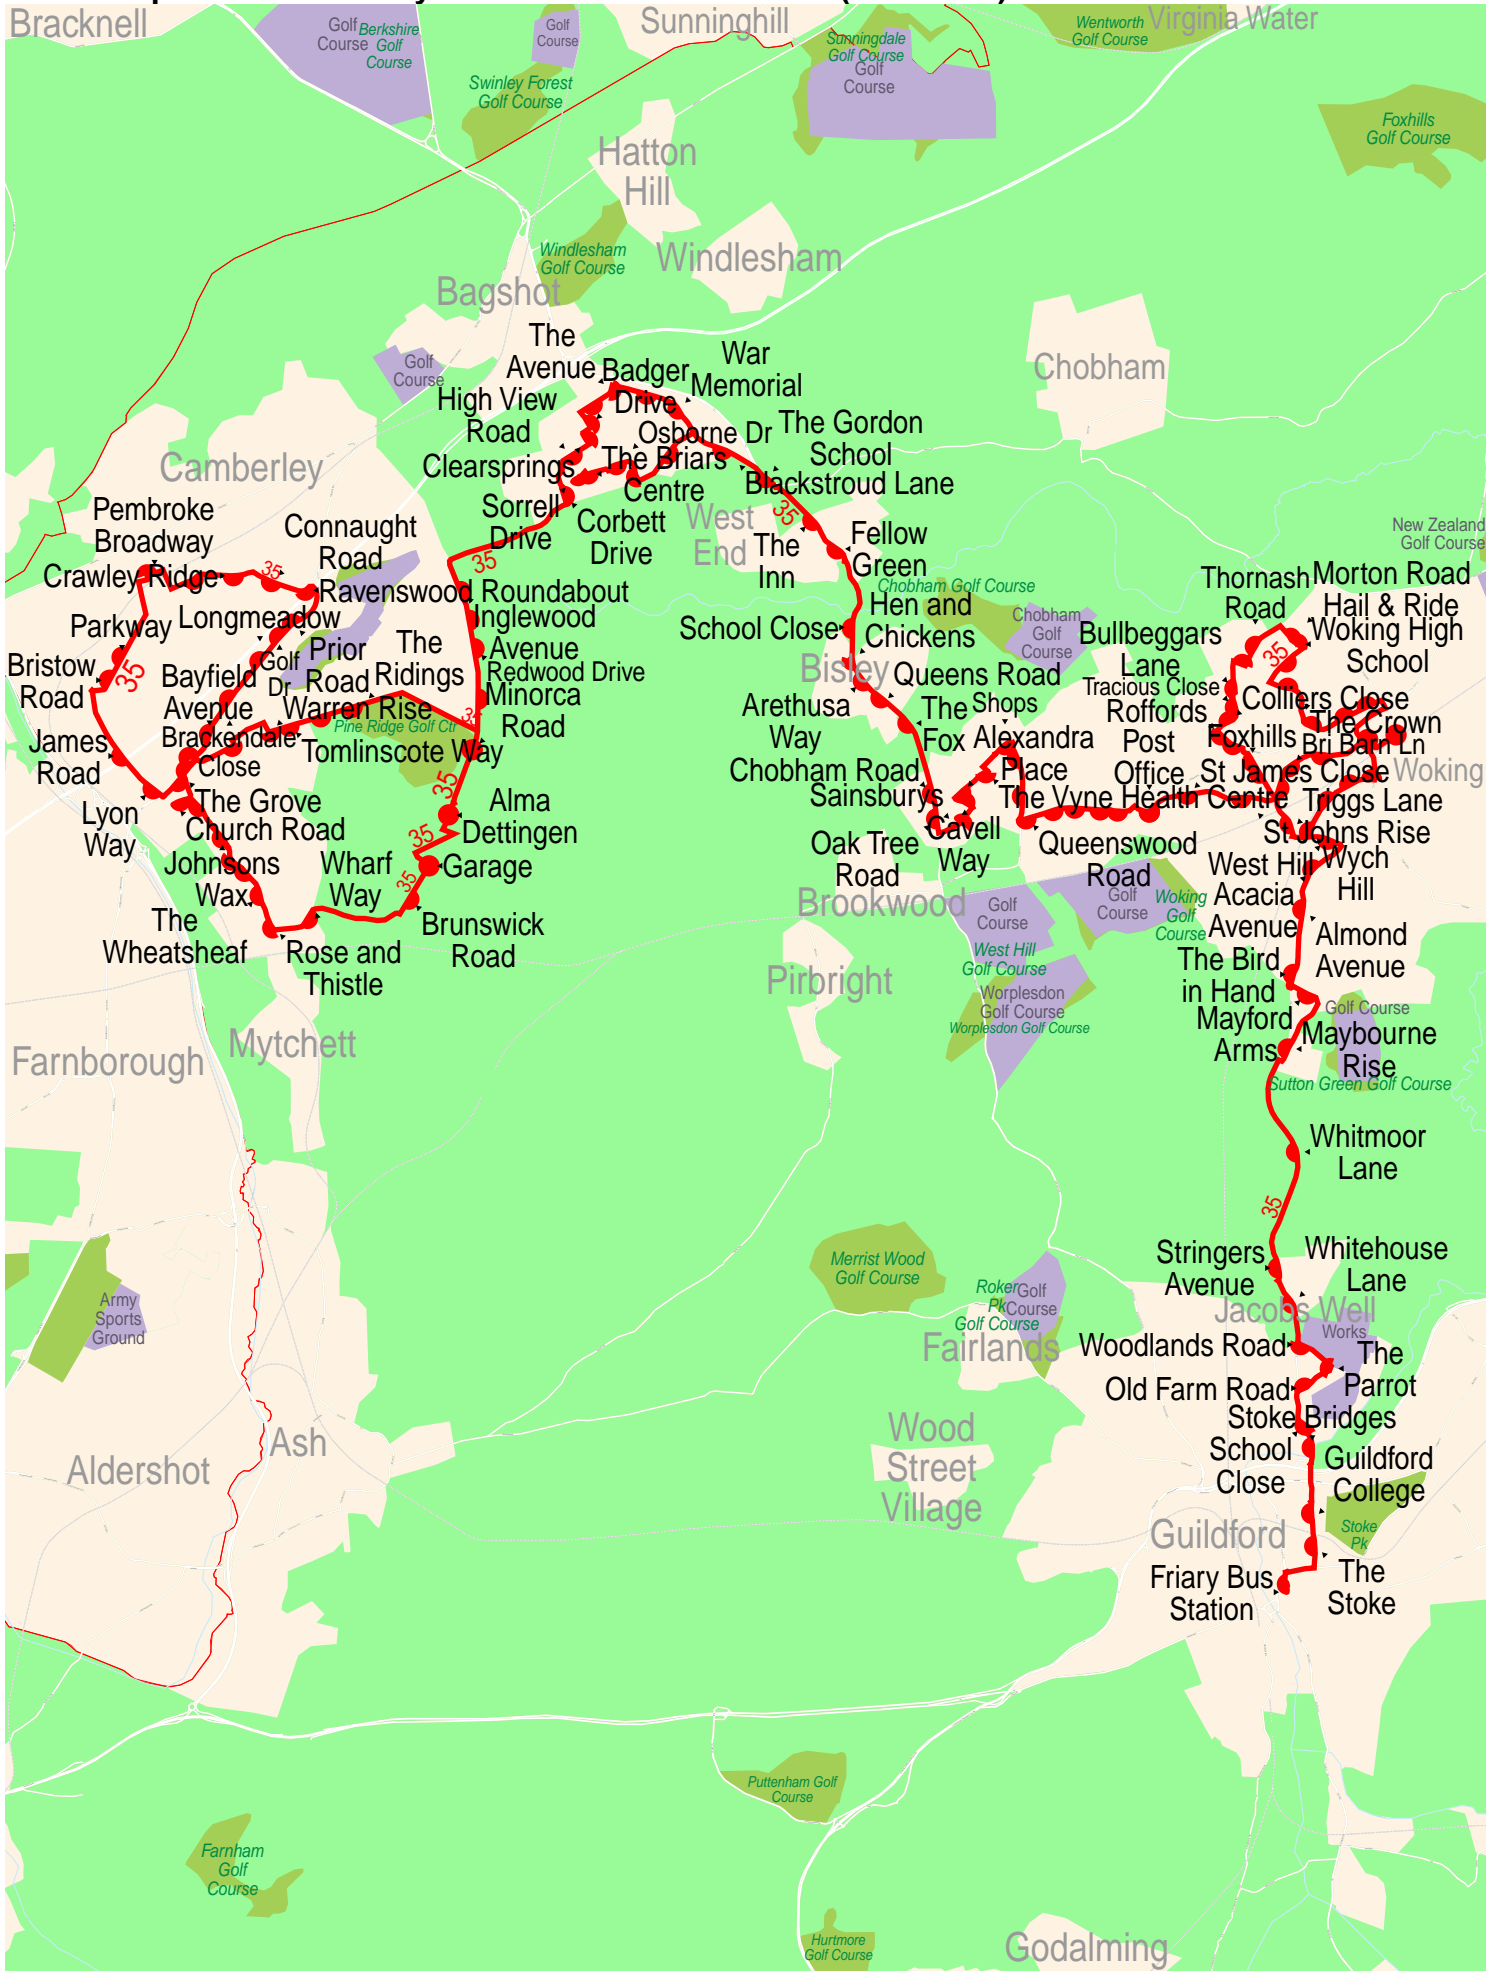 Bracknell
Golf
Course
Berkshire
Golf
Course
Golf
Course
Sunninghill
Sunningdale
Golf Course
Golf
Course
Wentworth
Golf Course
Virginia Water
Swinley Forest
Golf Course
Foxhills
Golf Course
Hatton
Hill
Windlesham
Golf Course
Windlesham
Bagshot
Golf
Course
Chobham
The
Avenue
Badger
Drive
War
Memorial
High View
Road
Osborne Dr
The Gordon
School
Clearsprings
The Briars
Centre
Blackstroud Lane
Camberley
Sorrell
Drive
Corbett
Drive
West
End
35
The
Inn
Fellow
Green
New Zealand
Golf Course
Pembroke
Broadway
Connaught
Road
Crawley Ridge
35
35
Ravenswood Roundabout
Longmeadow
Inglewood
Avenue
Chobham Golf Course
Chobham
Golf
Course
Thornash
Road
Morton Road
Hail & Ride
Woking High
School
Parkway
35
Bristow
Road
Bayfield
Avenue
Golf
Dr
Prior
Road
The
Ridings
Redwood Drive
Minorca
Road
School Close
Hen and
Chickens
Bisley
Queens Road
Bullbeggars
Lane
35
Tracious Close
Roffords
Colliers Close
Warren Rise
Pine Ridge Golf Ctr
35
Arethusa
Way
The
Fox
Shops
Alexandra
Place
Post
Office
Foxhills
The Crown
Bri Barn Ln
James
Road
Brackendale
Close
Tomlinscote Way
Chobham Road
Sainsburys
St James Close
Woking
Lyon
Way
The Grove
Church Road
35
Alma
Dettingen
The Vyne Health Centre
Triggs Lane
St Johns Rise
Johnsons
Wax
Wharf
Way
35
Garage
35
Oak Tree
Road
Cavell
Way
Queenswood
Road
West Hill
Wych
Hill
The
Wheatsheaf
Rose and
Thistle
Brunswick
Road
Brookwood
Golf
Course
Golf
Course
Woking
Golf
Course
Acacia
Avenue
Almond
Avenue
West Hill
Golf Course
Pirbright
Worplesdon
Golf Course
Worplesdon Golf Course
The Bird
in Hand
Mayford
Arms
Golf Course
Maybourne
Rise
Sutton Green Golf Course
Farnborough
Mytchett
Whitmoor
Lane
35
Merrist Wood
Golf Course
Stringers
Avenue
Whitehouse
Lane
Army
Sports
Ground
Roker
Pk
Golf Course
Golf
Course
Jacobs Well
Works
Fairlands
Woodlands Road
The
Parrot
Old Farm Road
Stoke Bridges
Aldershot
Ash
Wood
Street
Village
School
Close
Guildford
College
Guildford
Stoke
Pk
Friary Bus
Station
The
Stoke
Puttenham Golf
Course
Farnham
Golf
Course
Hurtmore
Golf Course
Godalming